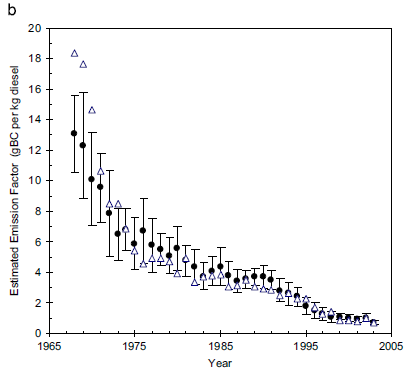 b
20
18
16
14
12
10
8
6
4
2
0
Estimated Emission Factor (gBC per kg diesel)
1965 1975 1985 1995 2005
Year